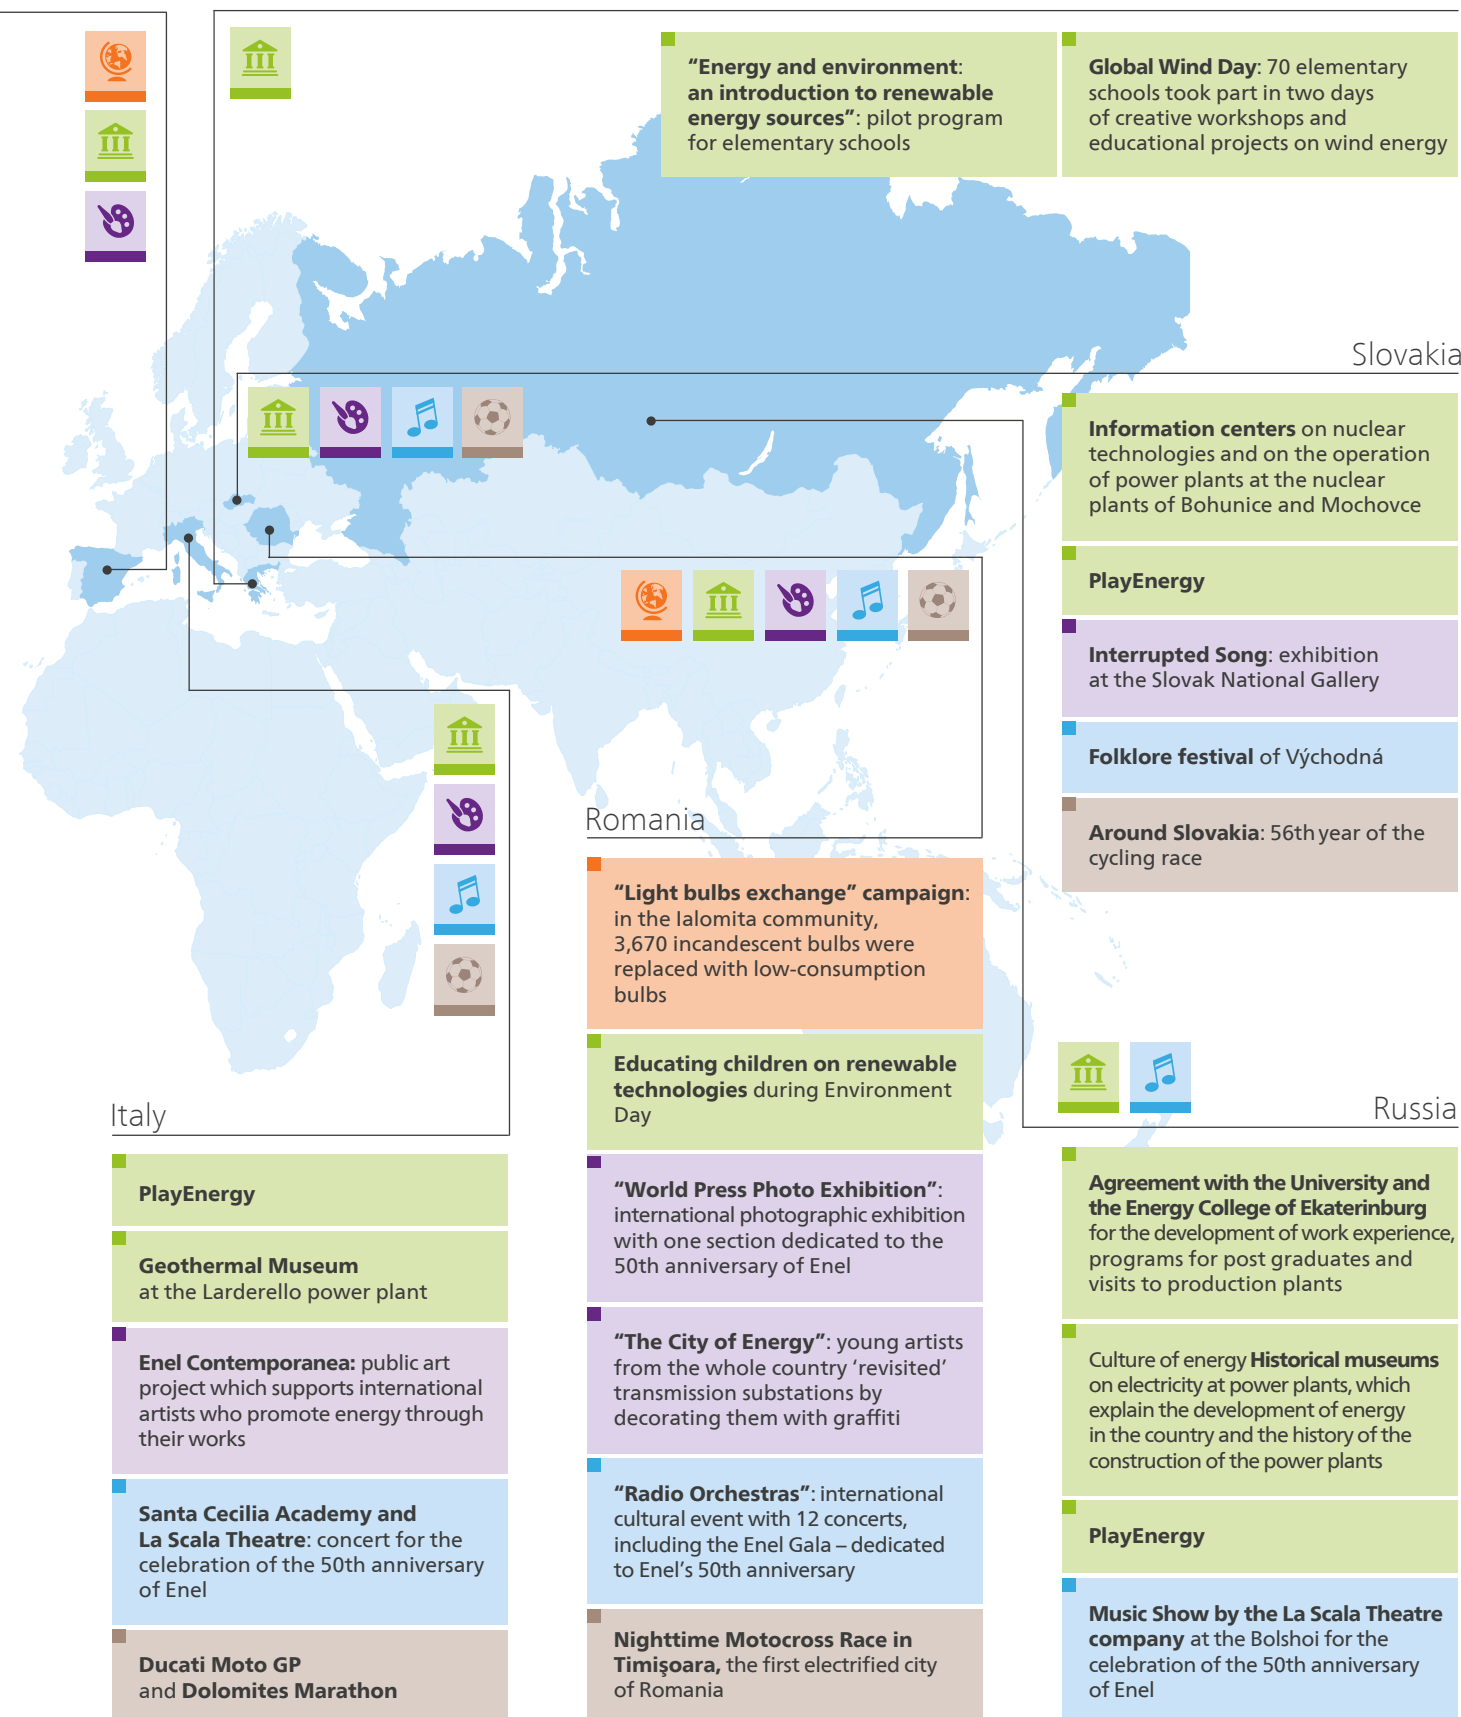 “Energy and environment:
an introduction to renewable
energy sources”: pilot program
for elementary schools
Global Wind Day: 70 elementary
schools took part in two days
of creative workshops and
educational projects on wind energy
Slovakia
Information centers on nuclear
technologies and on the operation
of power plants at the nuclear
plants of Bohunice and Mochovce
PlayEnergy
Interrupted Song: exhibition
at the Slovak National Gallery
Folklore festival of Východná
Around Slovakia: 56th year of the
cycling race
Romania
“Light bulbs exchange” campaign:
in the Ialomita community,
3,670 incandescent bulbs were
replaced with low-consumption
bulbs
Educating children on renewable
technologies during Environment
Day
“World Press Photo Exhibition”:
international photographic exhibition
with one section dedicated to the
50th anniversary of Enel
“The City of Energy”: young artists
from the whole country ‘revisited’
transmission substations by
decorating them with graffiti
“Radio Orchestras”: international
cultural event with 12 concerts,
including the Enel Gala – dedicated
to Enel’s 50th anniversary
Nighttime Motocross Race in
Timişoara, the first electrified city
of Romania
Italy
PlayEnergy
Geothermal Museum
at the Larderello power plant
Enel Contemporanea: public art
project which supports international
artists who promote energy through
their works
Santa Cecilia Academy and
La Scala Theatre: concert for the
celebration of the 50th anniversary
of Enel
Ducati Moto GP
and Dolomites Marathon
Russia
Agreement with the University and
the Energy College of Ekaterinburg
for the development of work experience,
programs for post graduates and
visits to production plants
Culture of energy Historical museums
on electricity at power plants, which
explain the development of energy
in the country and the history of the
construction of the power plants
PlayEnergy
Music Show by the La Scala Theatre
company at the Bolshoi for the
celebration of the 50th anniversary
of Enel